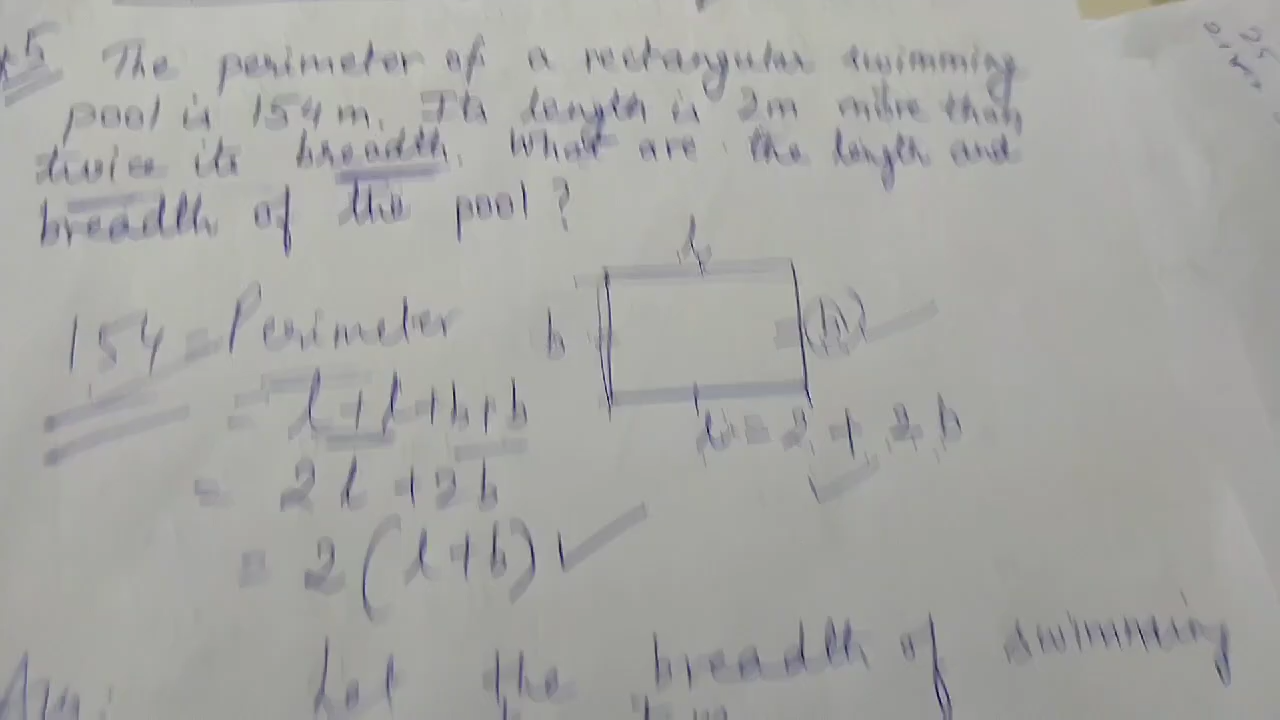 5 The perimeter of a rectangular swimming
pool is 154 m. Its length is 2m more than
twice its breadth. What are the length and
breadth of the pool?
l
154 = Perimeter
b
(b)
= l+l+b+b
l = 2 + 2b
= 2l + 2b
= 2(l+b)
Let the breadth of swimming